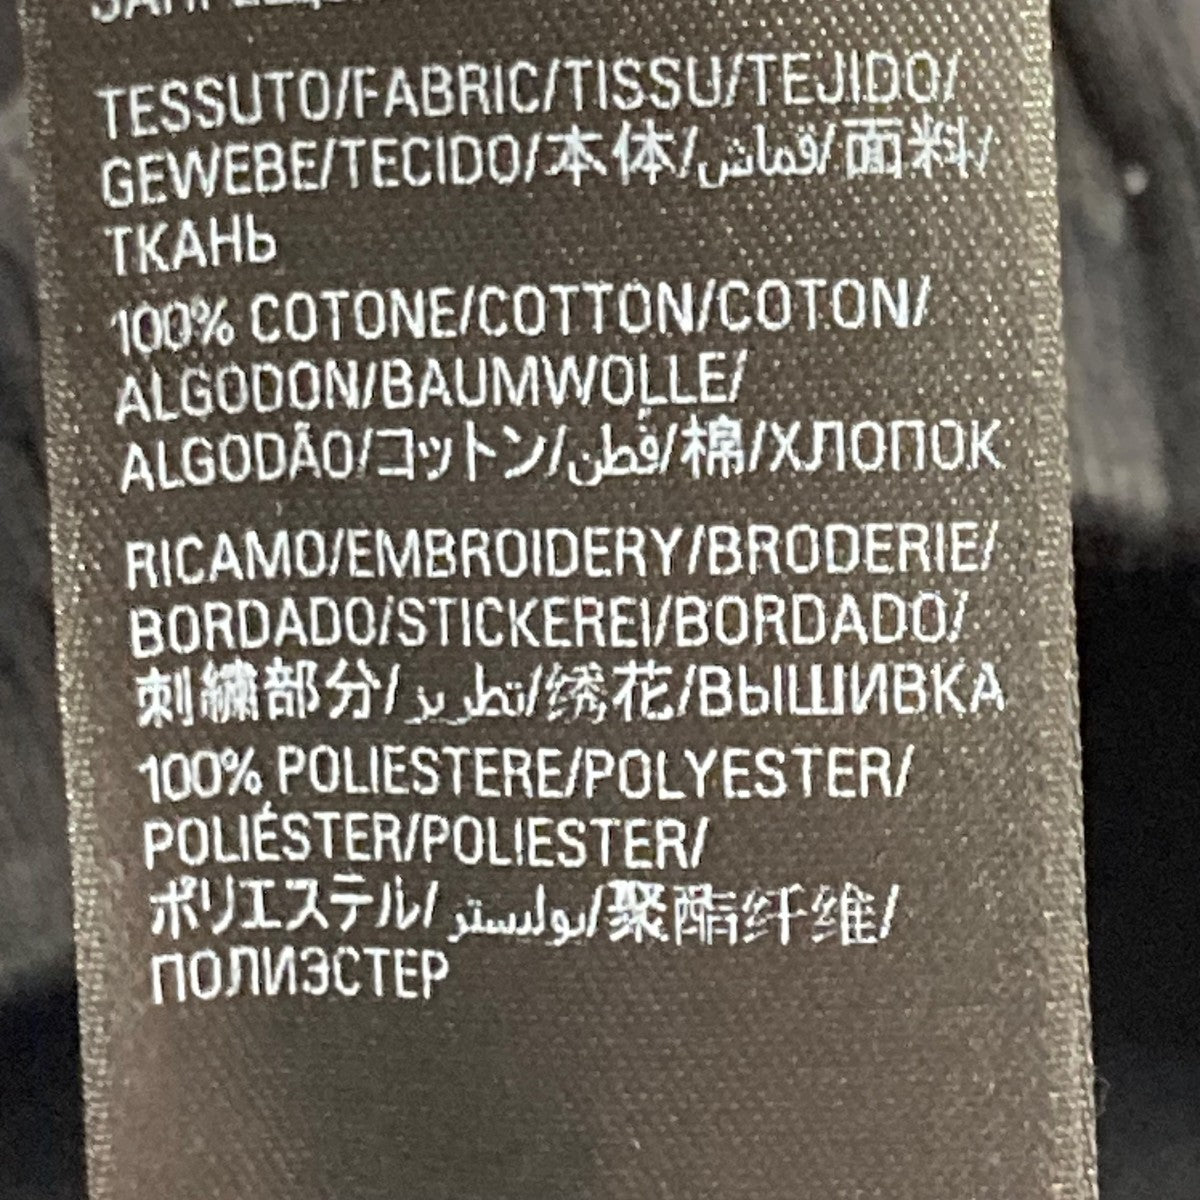 TESSUTO/FABRIC/TISSU/TEJIDO/
GEWEBE/TECIDO/本体/قماش/面料/
ТКАНЬ
100% COTONE/COTTON/COTON/
ALGODON/BAUMWOLLE/
ALGODÃO/コットン/قطن/棉/ХЛОПОК
RICAMO/EMBROIDERY/BRODERIE/
BORDADO/STICKEREI/BORDADO/
刺繍部分/تطريز/绣花/ВЫШИВКА
100% POLIESTERE/POLYESTER/
POLIÉSTER/POLIESTER/
ポリエステル/بوليستر/聚酯纤维/
ПОЛИЭСТЕР